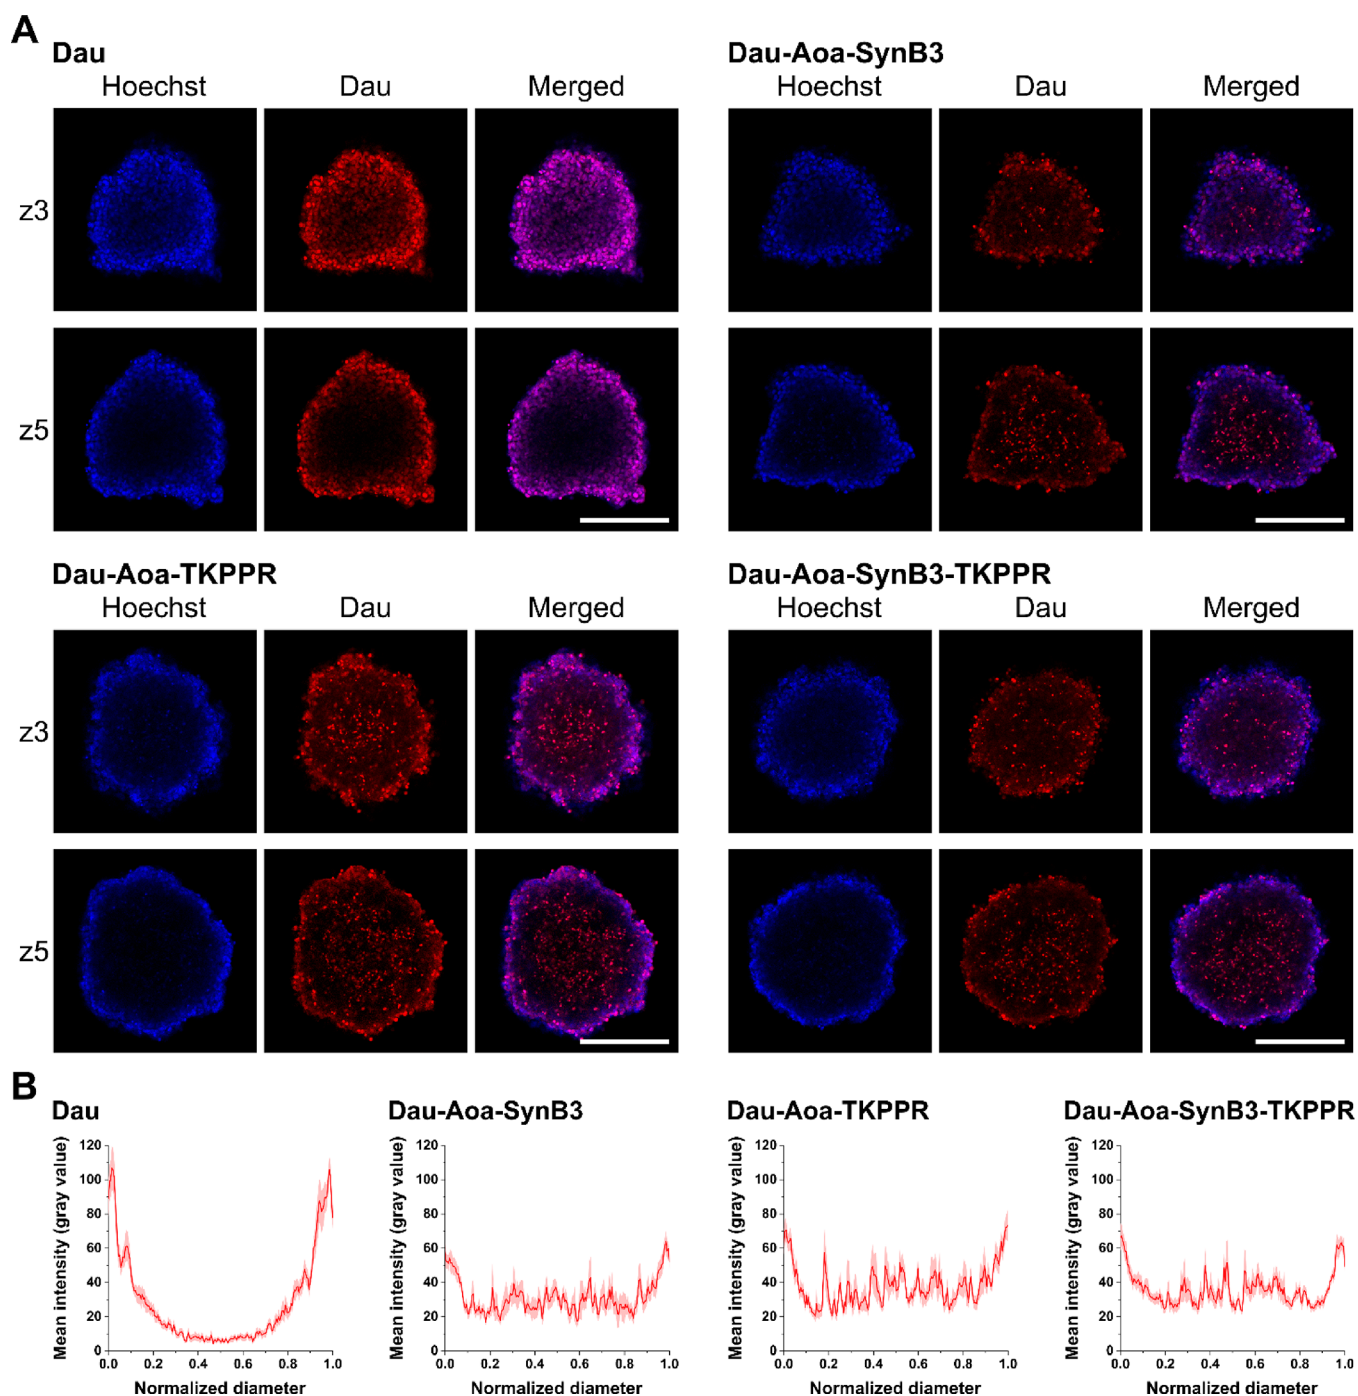 A
Dau
Dau-Aoa-SynB3
Hoechst Dau Merged
Hoechst Dau Merged
z3
z5
Dau-Aoa-TKPPR
Dau-Aoa-SynB3-TKPPR
Hoechst Dau Merged
Hoechst Dau Merged
z3
z5
B
Dau
Dau-Aoa-SynB3
Dau-Aoa-TKPPR
Dau-Aoa-SynB3-TKPPR
Mean intensity (gray value)
120
100
80
60
40
20
0
0.0 0.2 0.4 0.6 0.8 1.0
Normalized diameter
Mean intensity (gray value)
120
100
80
60
40
20
0
0.0 0.2 0.4 0.6 0.8 1.0
Normalized diameter
Mean intensity (gray value)
120
100
80
60
40
20
0
0.0 0.2 0.4 0.6 0.8 1.0
Normalized diameter
Mean intensity (gray value)
120
100
80
60
40
20
0
0.0 0.2 0.4 0.6 0.8 1.0
Normalized diameter